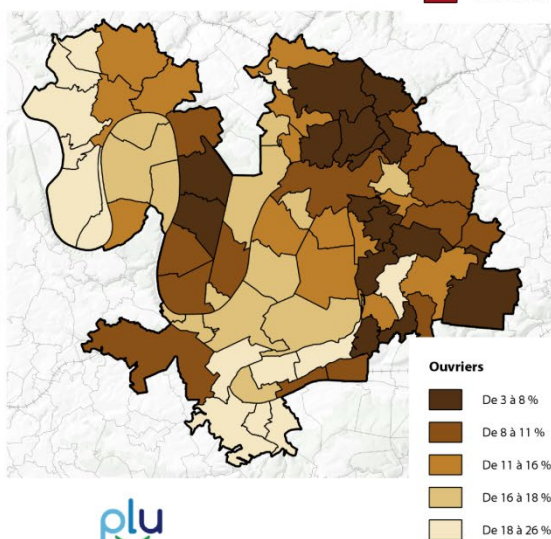 Ouvriers
De 3 à 8 %
De 8 à 11 %
De 11 à 16 %
De 16 à 18 %
De 18 à 26 %
plu